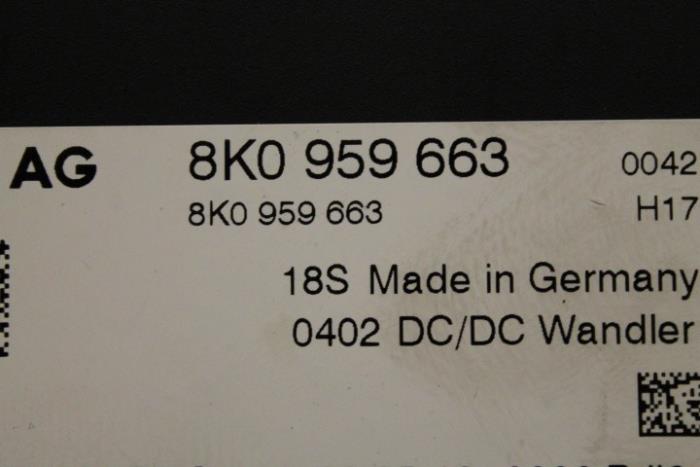 AG 8K0 959 663 0042
8K0 959 663 H17
18S Made in Germany
0402 DC/DC Wandler